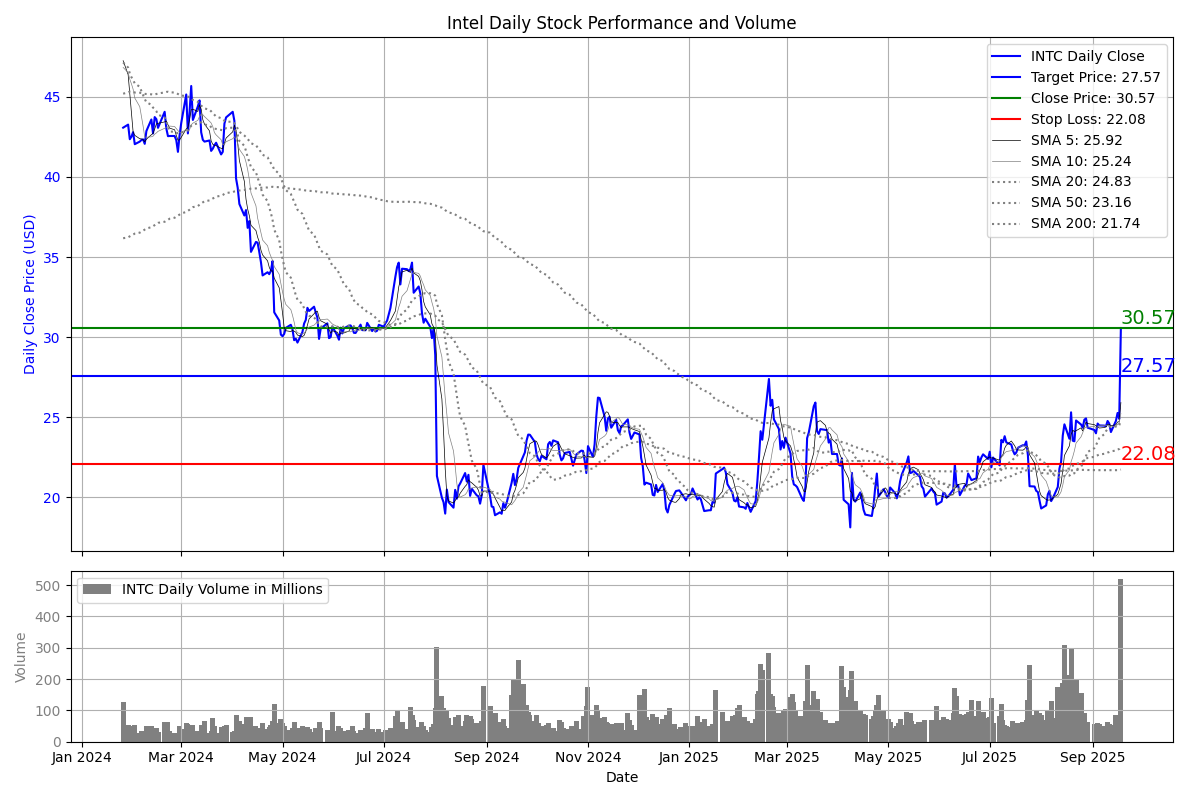 Intel Daily Stock Performance and Volume
Daily Close Price (USD)
45
40
35
30
25
20
INTC Daily Close
Target Price: 27.57
Close Price: 30.57
Stop Loss: 22.08
SMA 5: 25.92
SMA 10: 25.24
SMA 20: 24.83
SMA 50: 23.16
SMA 200: 21.74
30.57
27.57
22.08
Volume
500
400
300
200
100
0
INTC Daily Volume in Millions
Jan 2024 Mar 2024 May 2024 Jul 2024 Sep 2024 Nov 2024 Jan 2025 Mar 2025 May 2025 Jul 2025 Sep 2025
Date